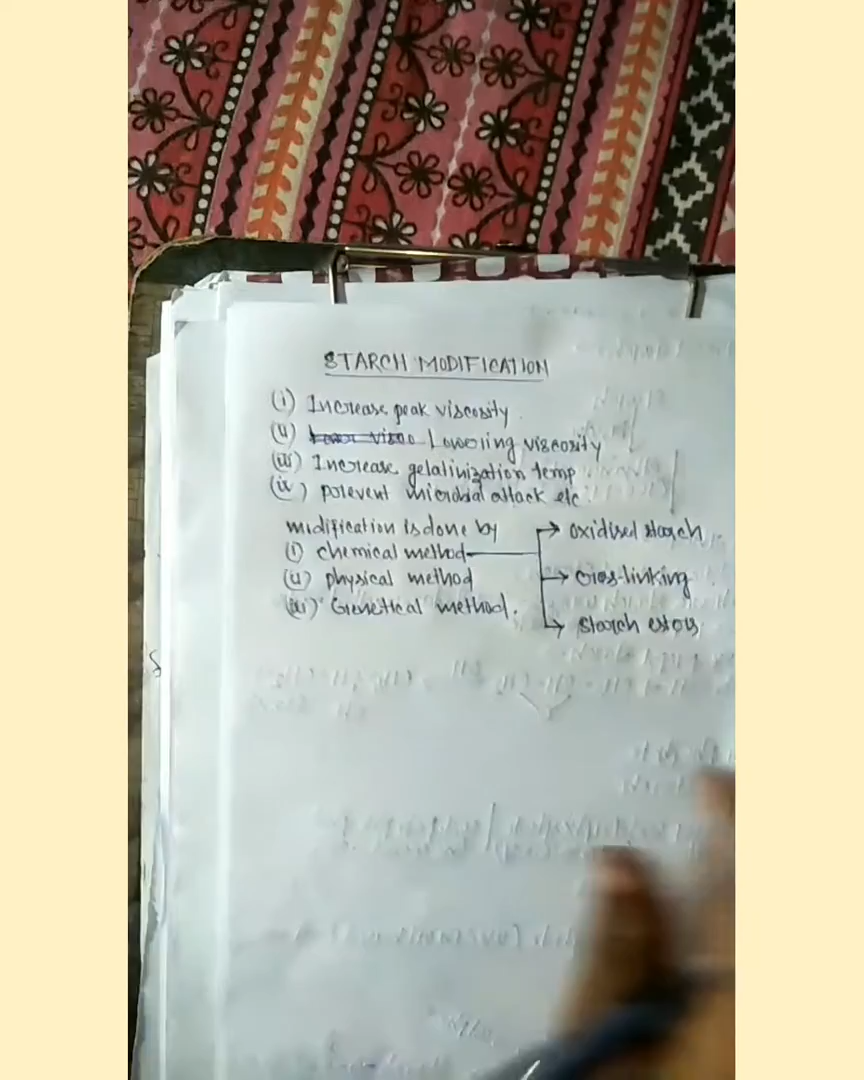 STARCH MODIFICATION
(i) Increase peak viscosity.
(ii) Lowering viscosity
(iii) Increase gelatinization temp
(iv) prevent microbial attack etc
modification is done by
(i) chemical method → oxidised starch
→ cross-linking
→ starch esters
(ii) physical method
(iii) Genetical method.